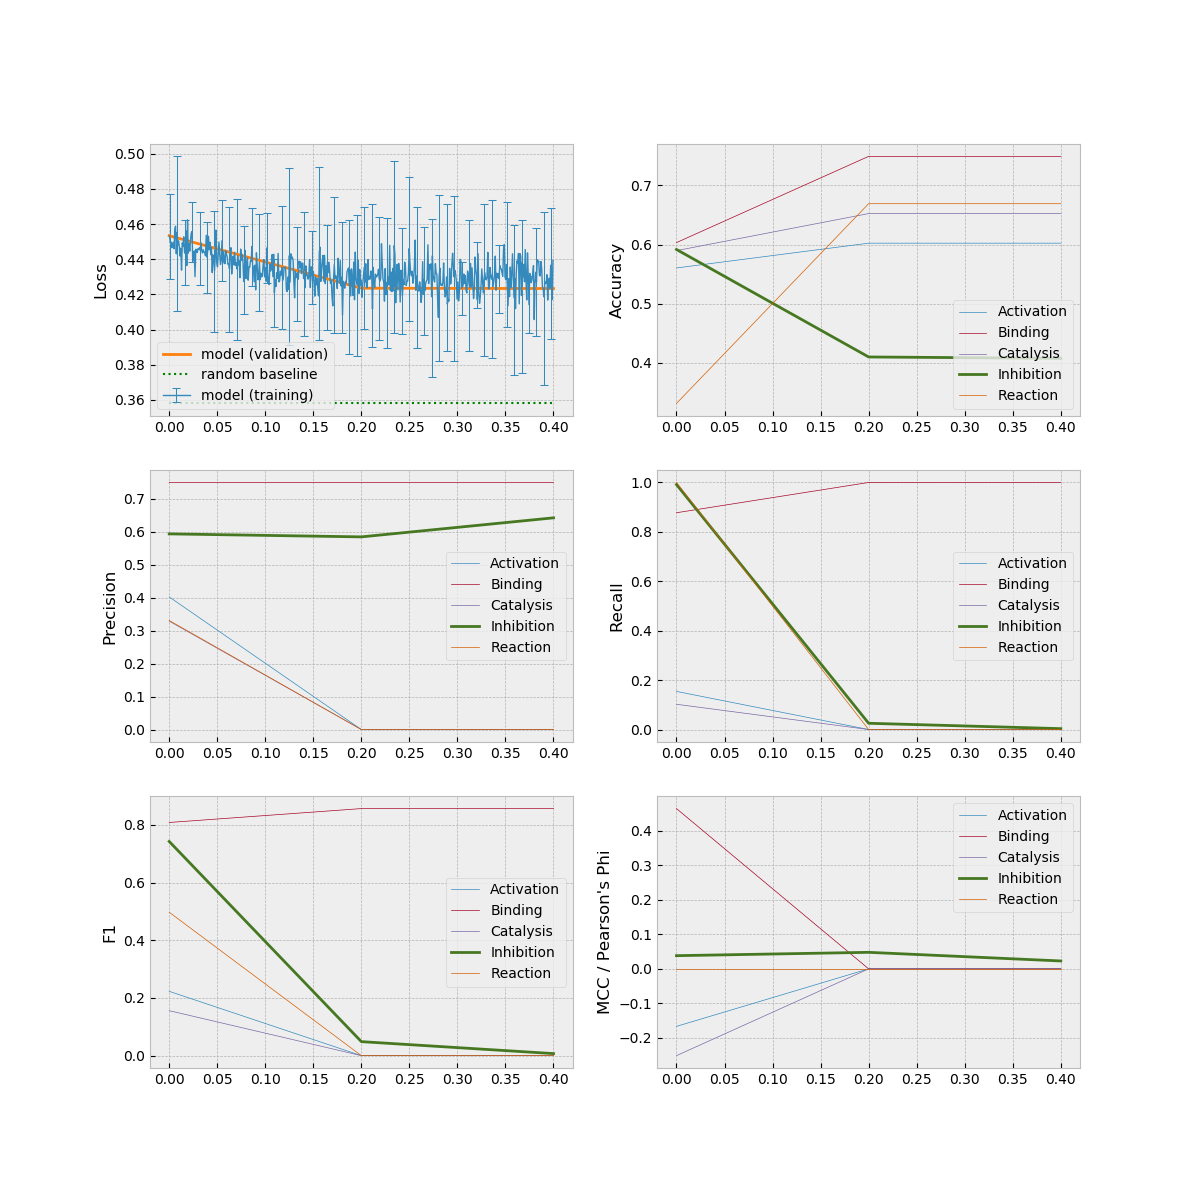 0.50
0.48
0.46
0.44
0.42
0.40
0.38
0.36
Loss
model (validation)
random baseline
model (training)
0.00 0.05 0.10 0.15 0.20 0.25 0.30 0.35 0.40
0.7
0.6
0.5
0.4
Accuracy
Activation
Binding
Catalysis
Inhibition
Reaction
0.00 0.05 0.10 0.15 0.20 0.25 0.30 0.35 0.40
0.7
0.6
0.5
0.4
0.3
0.2
0.1
0.0
Precision
Activation
Binding
Catalysis
Inhibition
Reaction
0.00 0.05 0.10 0.15 0.20 0.25 0.30 0.35 0.40
1.0
0.8
0.6
0.4
0.2
0.0
Recall
Activation
Binding
Catalysis
Inhibition
Reaction
0.00 0.05 0.10 0.15 0.20 0.25 0.30 0.35 0.40
0.8
0.6
0.4
0.2
0.0
F1
Activation
Binding
Catalysis
Inhibition
Reaction
0.00 0.05 0.10 0.15 0.20 0.25 0.30 0.35 0.40
0.4
0.3
0.2
0.1
0.0
−0.1
−0.2
MCC / Pearson's Phi
Activation
Binding
Catalysis
Inhibition
Reaction
0.00 0.05 0.10 0.15 0.20 0.25 0.30 0.35 0.40